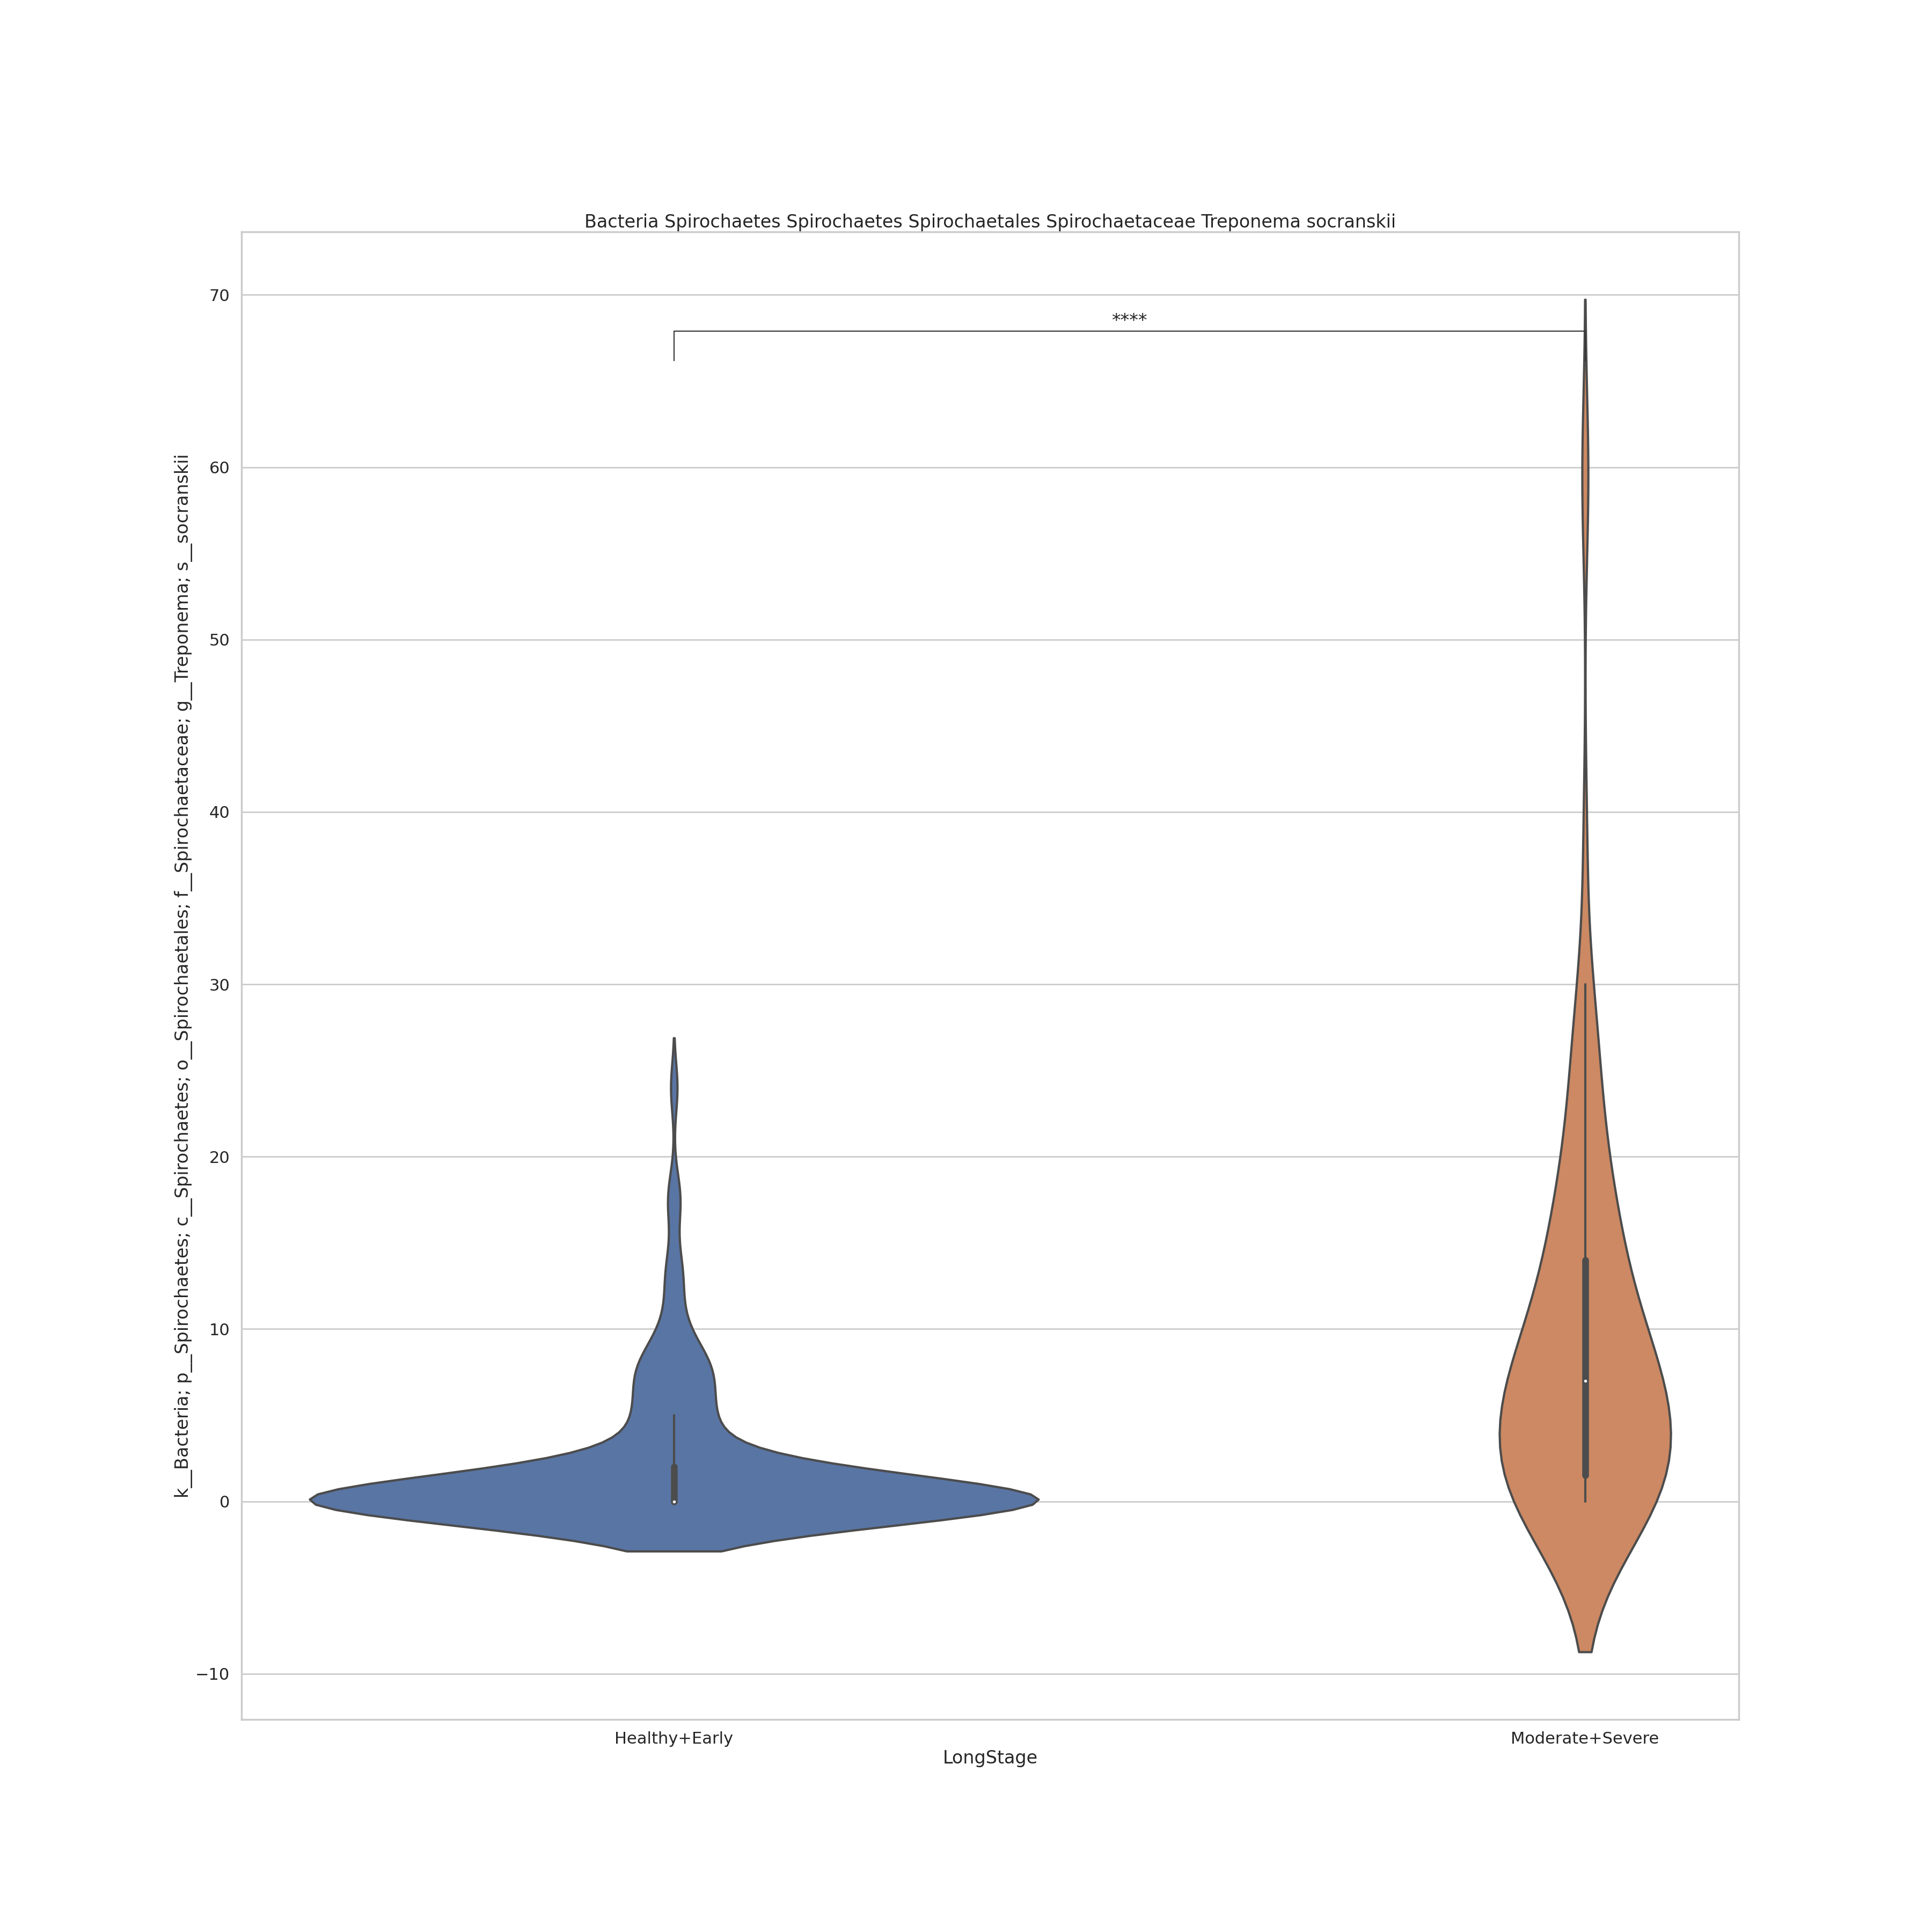 Bacteria Spirochaetes Spirochaetes Spirochaetales Spirochaetaceae Treponema socranskii
k__Bacteria; p__Spirochaetes; c__Spirochaetes; o__Spirochaetales; f__Spirochaetaceae; g__Treponema; s__socranskii
70
60
50
40
30
20
10
0
−10
****
Healthy+Early
Moderate+Severe
LongStage